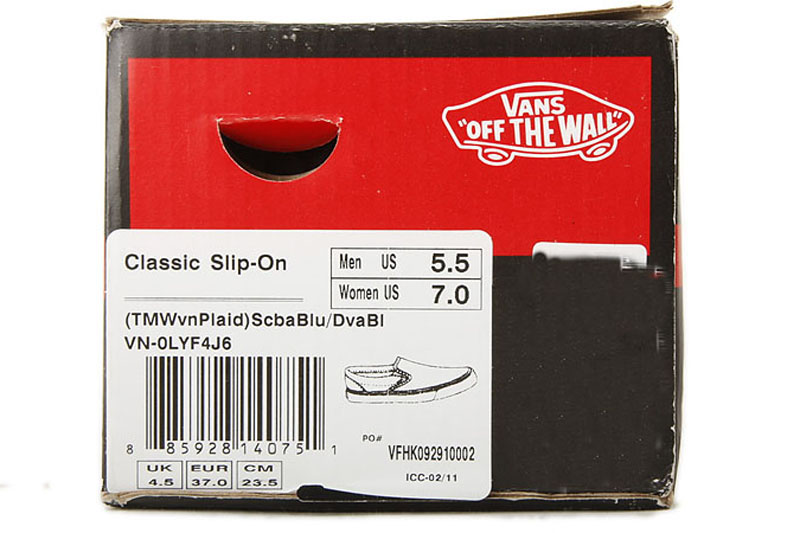 VANS
"OFF THE WALL"
Classic Slip-On
Men US 5.5
Women US 7.0
(TMWvnPlaid)ScbaBlu/DvaBl
VN-0LYF4J6
8 85928 14075 1
PO# VFHK092910002
UK EUR CM
4.5 37.0 23.5
ICC-02/11